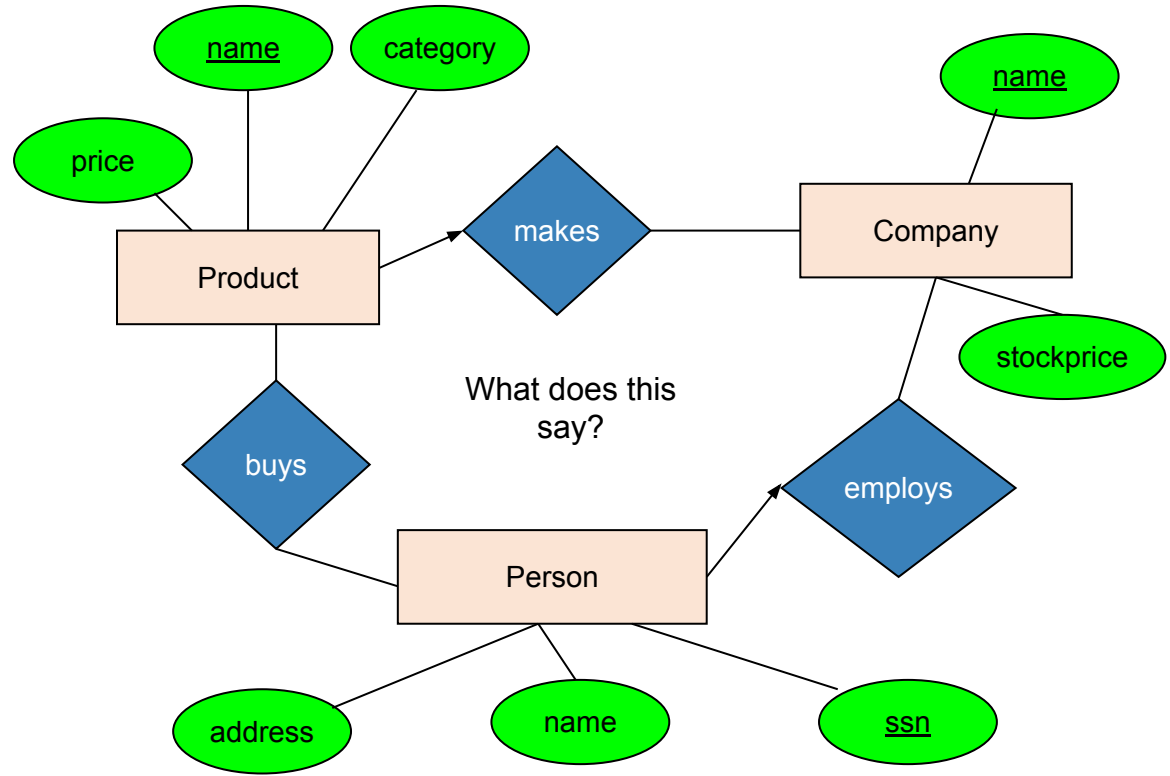 name
category
name
price
makes
Company
Product
stockprice
What does this
say?
buys
employs
Person
address
name
ssn